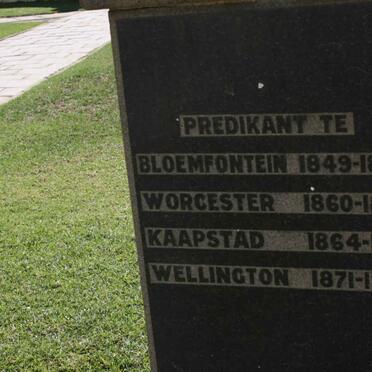 PREDIKANT TE
BLOEMFONTEIN 1849-18
WORCESTER 1860-1
KAAPSTAD 1864-
WELLINGTON 1871-1